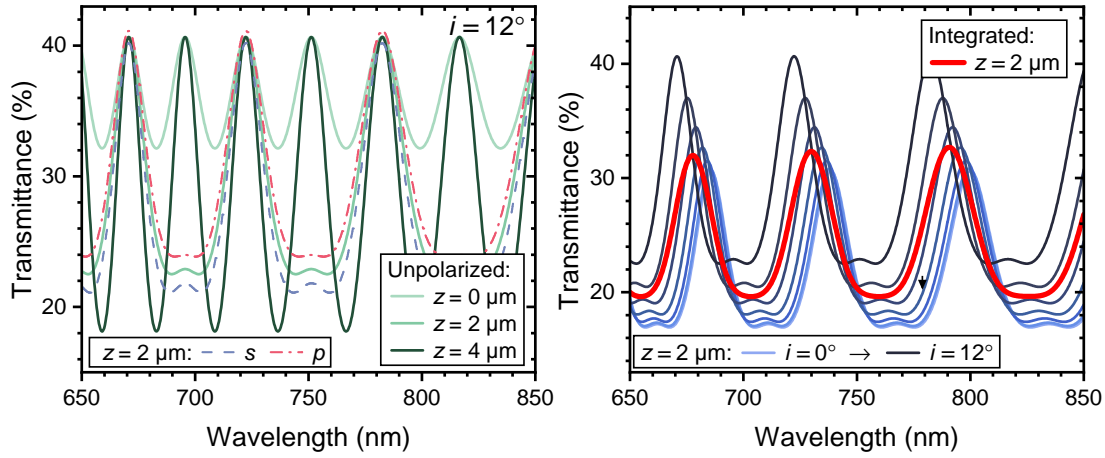 i = 12°
40
30
20
Transmittance (%)
Unpolarized:
z = 0 µm
z = 2 µm
z = 4 µm
z = 2 µm: s p
650 700 750 800 850
Wavelength (nm)
Integrated:
z = 2 µm
40
30
20
Transmittance (%)
z = 2 µm: i = 0° → i = 12°
650 700 750 800 850
Wavelength (nm)